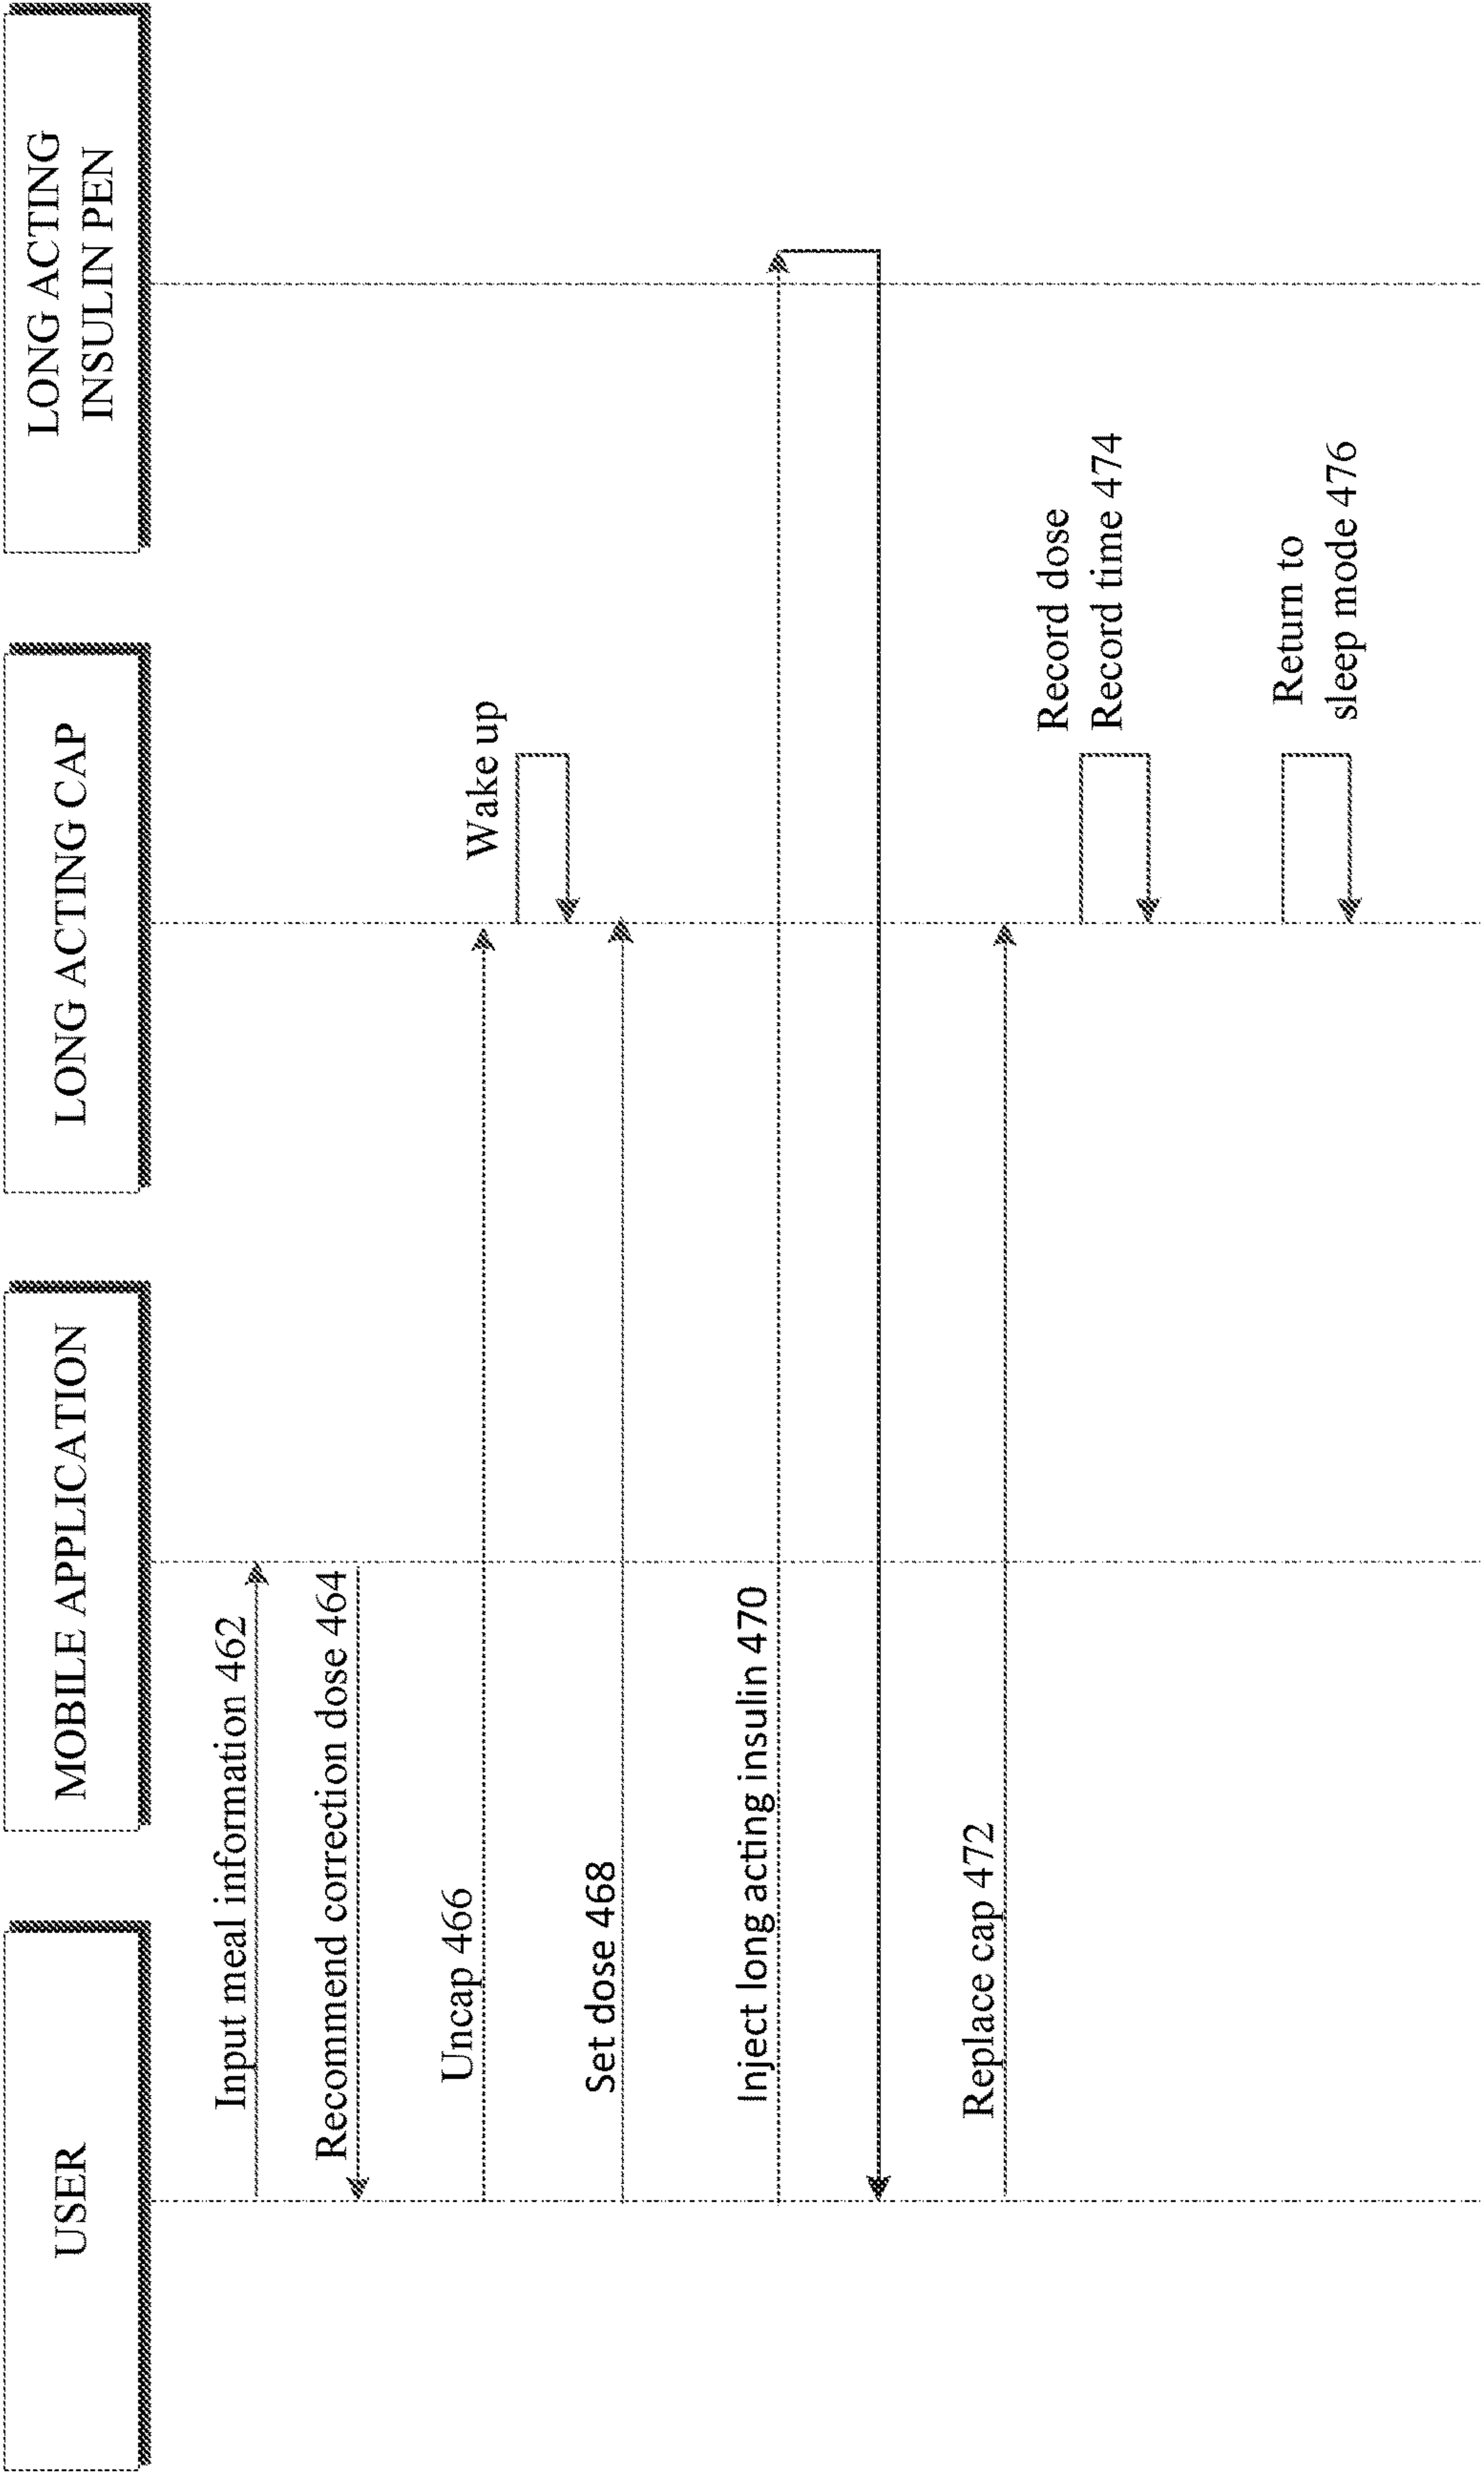 USER
MOBILE APPLICATION
LONG ACTING CAP
LONG ACTING
INSULIN PEN
Input meal information 462
Recommend correction dose 464
Uncap 466
Wake up
Set dose 468
Inject long acting insulin 470
Replace cap 472
Record dose
Record time 474
Return to
sleep mode 476